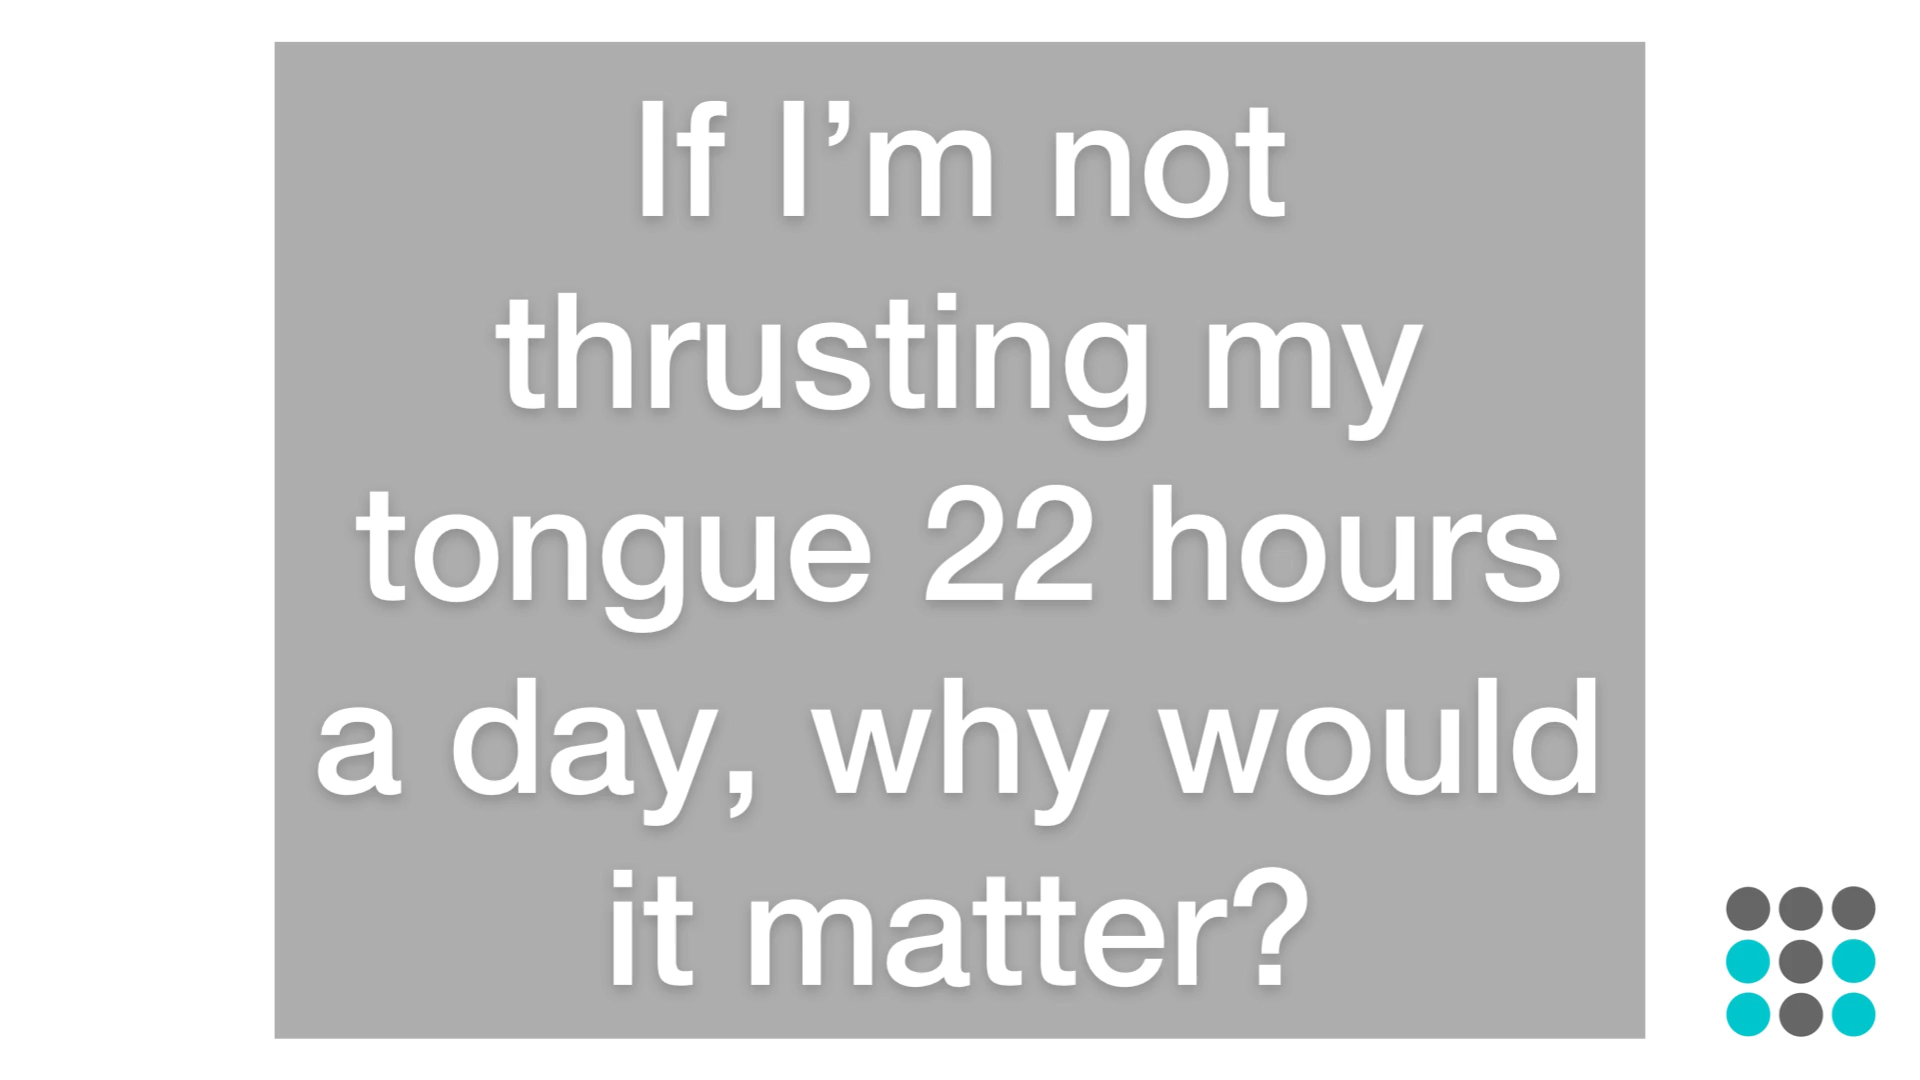 If I’m not
thrusting my
tongue 22 hours
a day, why would
it matter?